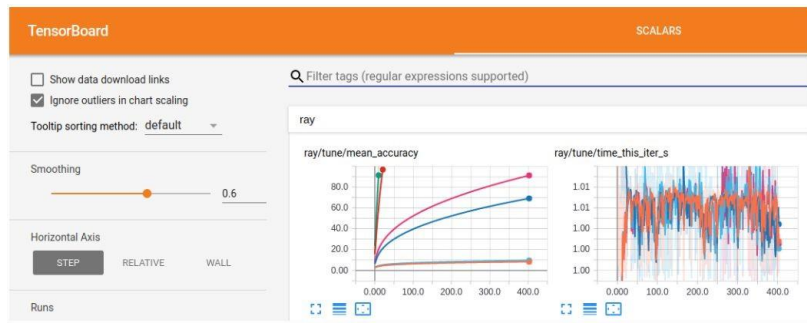 TensorBoard
SCALARS
Show data download links
Ignore outliers in chart scaling
Tooltip sorting method: default
Smoothing
0.6
Horizontal Axis
STEP RELATIVE WALL
Runs
Filter tags (regular expressions supported)
ray
ray/tune/mean_accuracy
80.0
60.0
40.0
20.0
0.00
0.000 100.0 200.0 300.0 400.0
ray/tune/time_this_iter_s
1.01
1.01
1.00
1.00
1.00
0.000 100.0 200.0 300.0 400.0